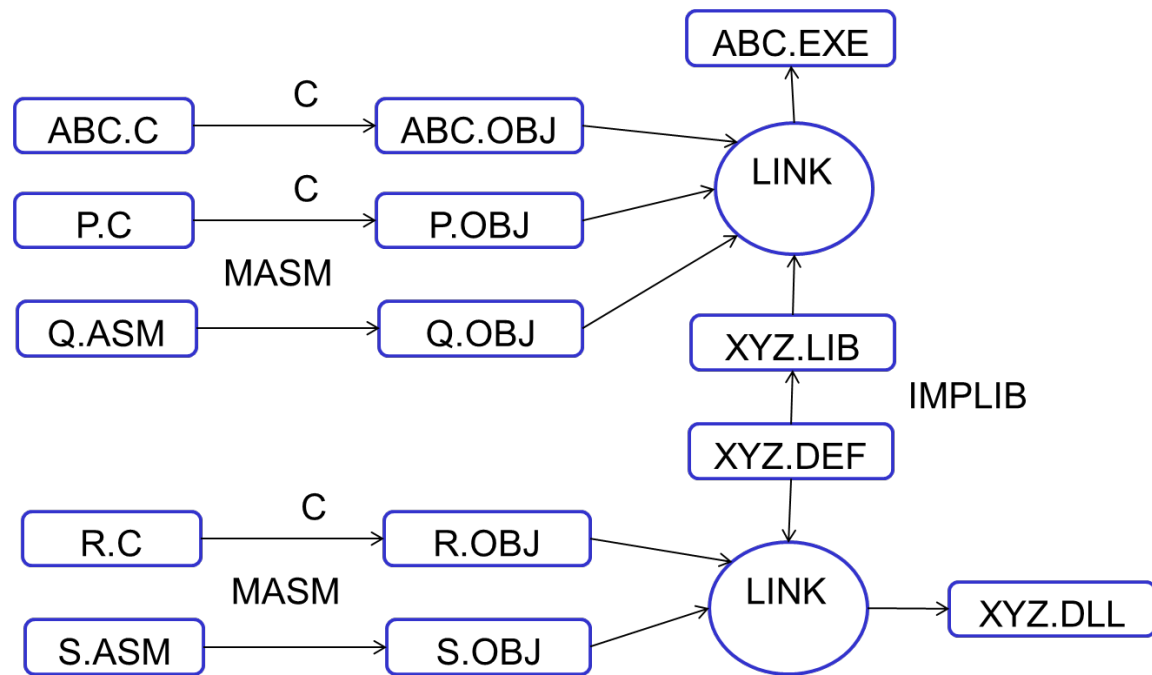 ABC.EXE
C
ABC.C
ABC.OBJ
LINK
C
P.C
P.OBJ
MASM
Q.ASM
Q.OBJ
XYZ.LIB
IMPLIB
XYZ.DEF
C
R.C
R.OBJ
MASM
LINK
XYZ.DLL
S.ASM
S.OBJ